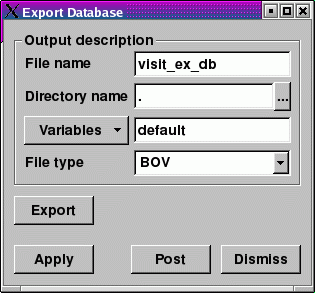 Export Database
Output description
File name visit_ex_db
Directory name . ...
Variables default
File type BOV
Export
Apply Post Dismiss